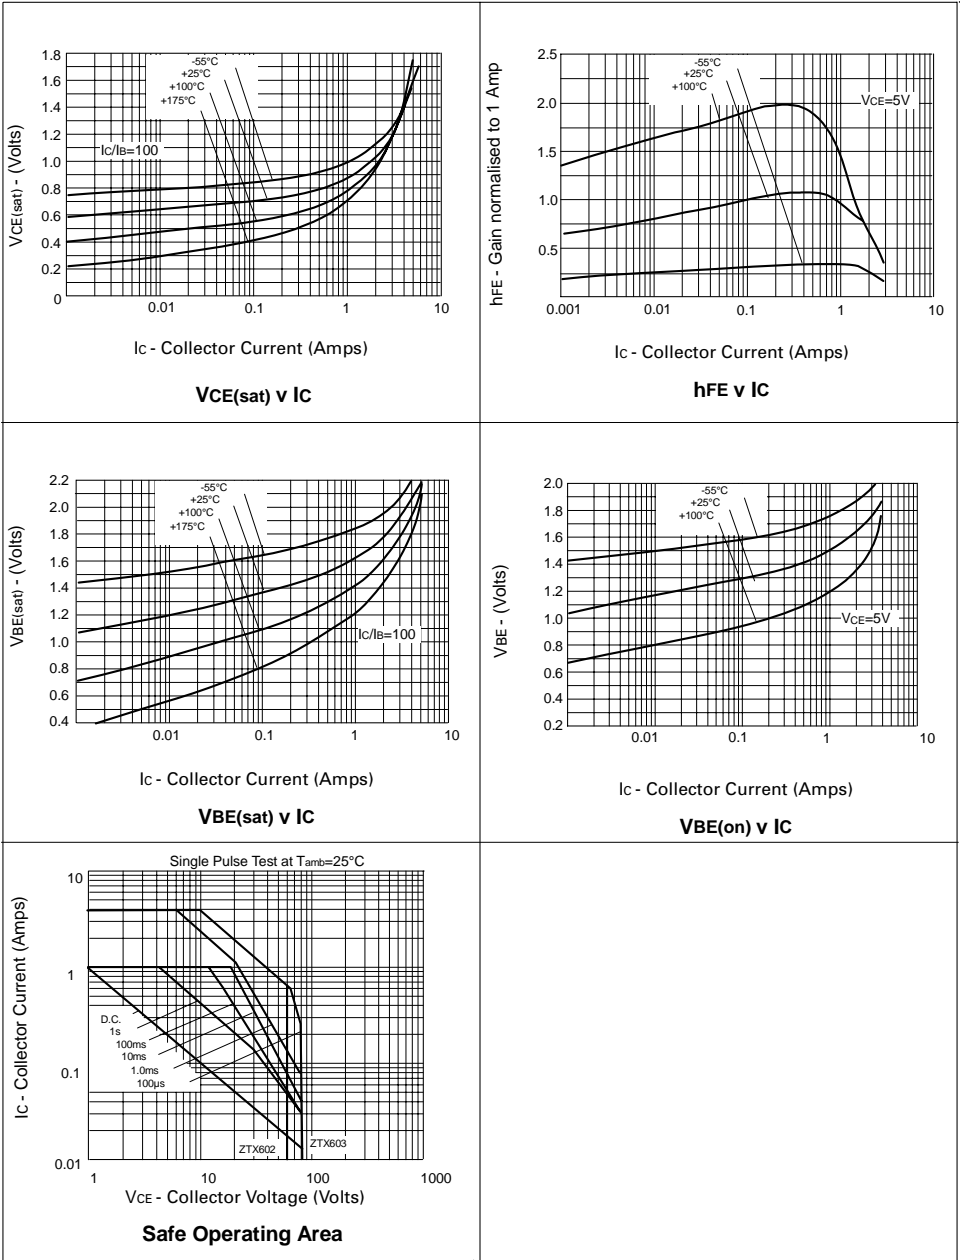 1.8
1.6
1.4
1.2
1.0
0.8
0.6
0.4
0.2
0
VCE(sat) - (Volts)
-55°C
+25°C
+100°C
+175°C
IC/IB=100
0.01
0.1
1
10
IC - Collector Current (Amps)
VCE(sat) v IC
2.5
2.0
1.5
1.0
0.5
hFE - Gain normalised to 1 Amp
-55°C
+25°C
+100°C
VCE=5V
0.001
0.01
0.1
1
10
IC - Collector Current (Amps)
hFE v IC
2.2
2.0
1.8
1.6
1.4
1.2
1.0
0.8
0.6
0.4
VBE(sat) - (Volts)
-55°C
+25°C
+100°C
+175°C
IC/IB=100
0.01
0.1
1
10
IC - Collector Current (Amps)
VBE(sat) v IC
2.0
1.8
1.6
1.4
1.2
1.0
0.8
0.6
0.4
0.2
VBE - (Volts)
-55°C
+25°C
+100°C
VCE=5V
0.01
0.1
1
10
IC - Collector Current (Amps)
VBE(on) v IC
Single Pulse Test at Tamb=25°C
10
1
0.1
0.01
IC - Collector Current (Amps)
D.C.
1s
100ms
10ms
1.0ms
100µs
ZTX602
ZTX603
1
10
100
1000
VCE - Collector Voltage (Volts)
Safe Operating Area